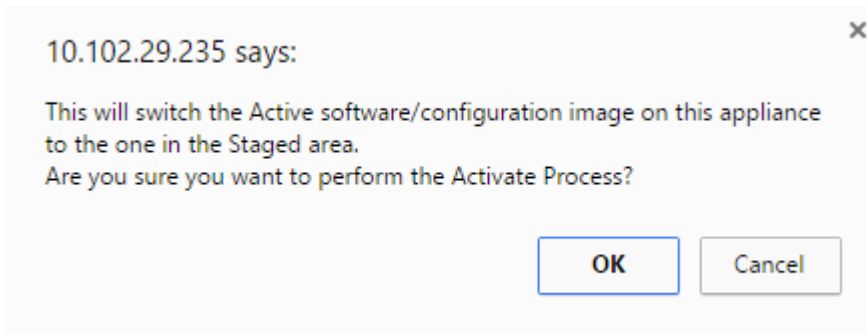 10.102.29.235 says:
This will switch the Active software/configuration image on this appliance
to the one in the Staged area.
Are you sure you want to perform the Activate Process?
OK Cancel